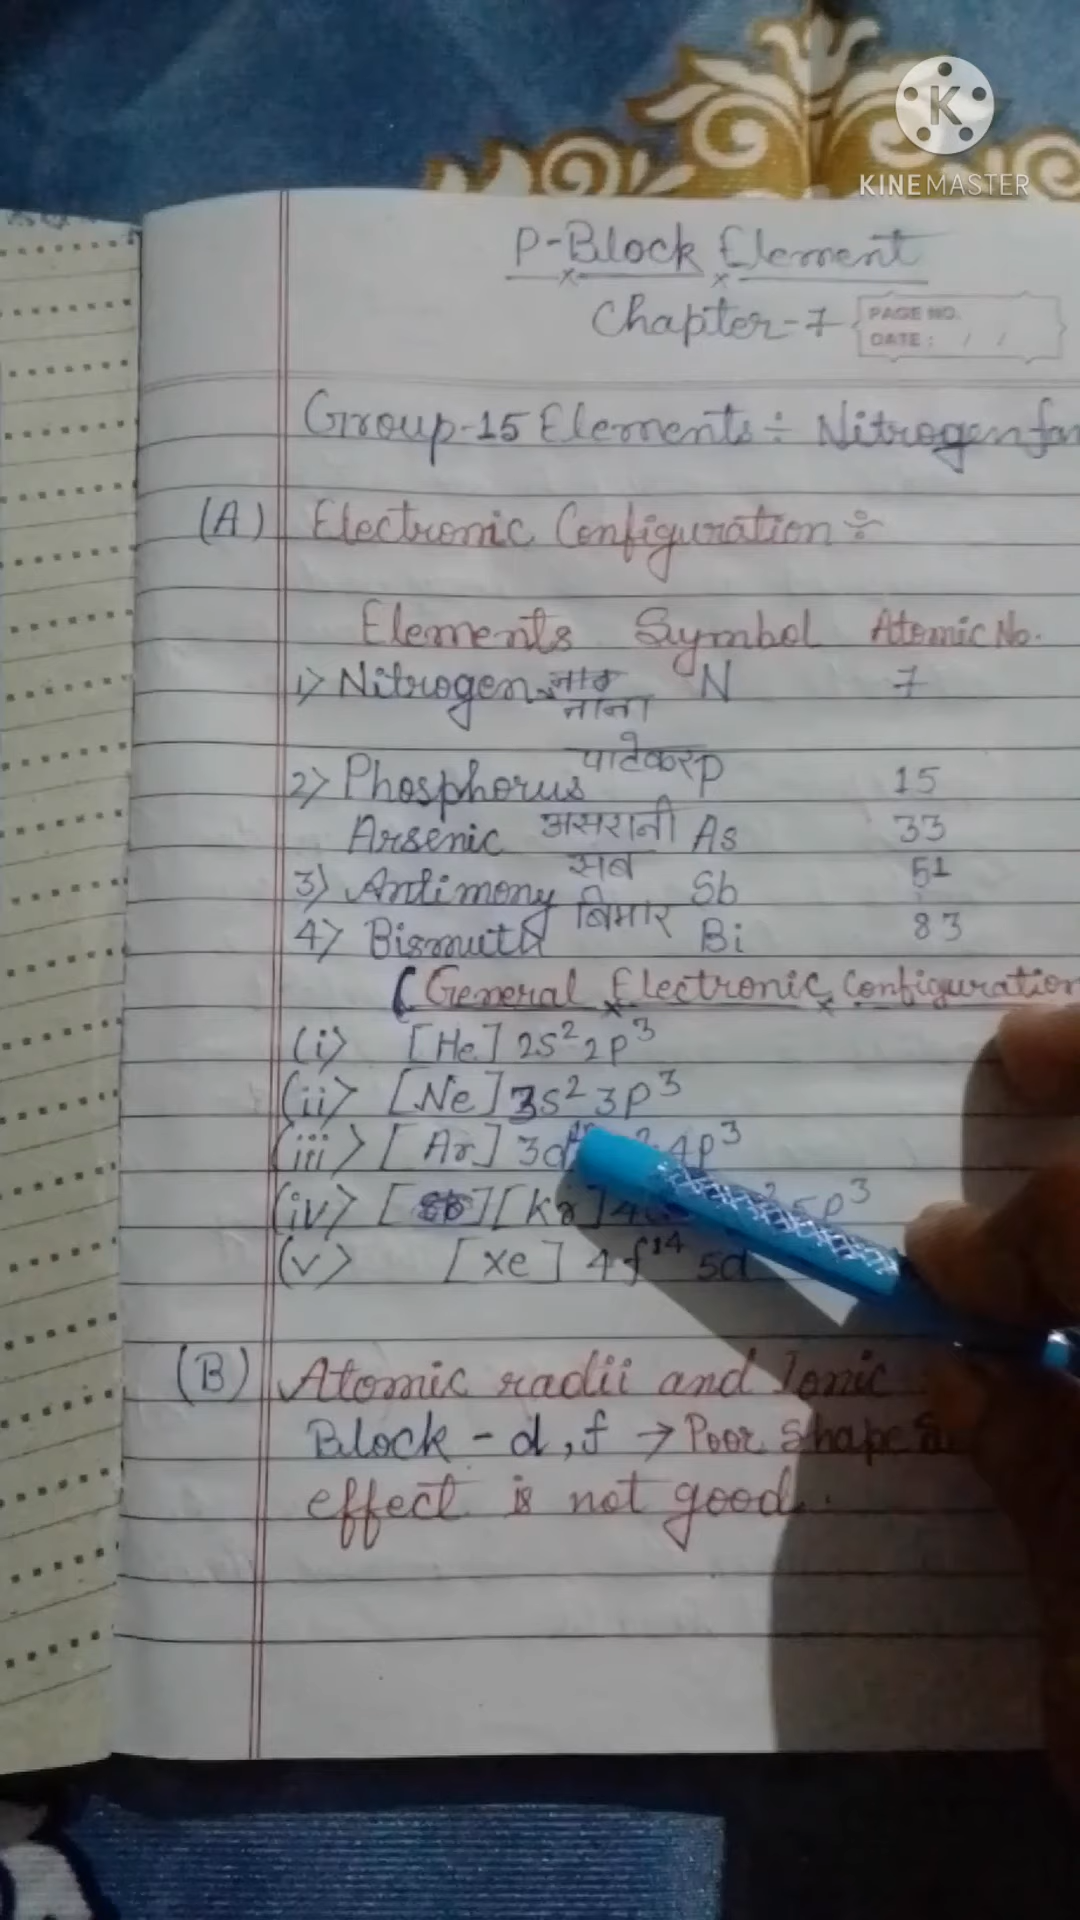 KINEMASTER
P-Block Element
Chapter-7
PAGE NO.
DATE : / /
Group-15 Elements ÷ Nitrogen
(A) Electronic Configuration ÷
Elements Symbol Atomic No.
1) Nitrogen N 7
नाना
2) Phosphorus पाटेकर P 15
Arsenic असरानी As 33
सब
3) Antimony Sb 51
4) Bismuth बिमार Bi 83
(General Electronic Configuration
(i) [He] 2s² 2p³
(ii) [Ne] 3s² 3p³
(iii) [Ar] 3d 4p³
(iv) [Kr] 5p³
(v) [Xe] 4f¹⁴ 5d
(B) Atomic radii and Ionic
Block - d, f → Poor Shape
effect is not good.